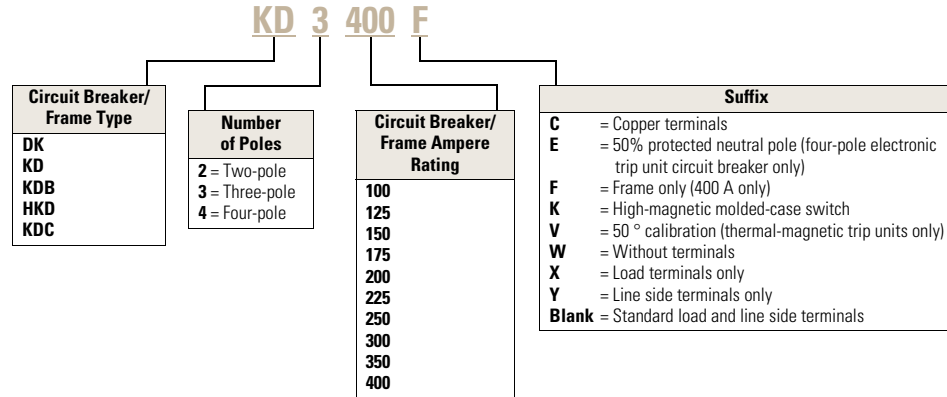 KD 3 400 F
Circuit Breaker/
Frame Type
DK
KD
KDB
HKD
KDC
Number
of Poles
2 = Two-pole
3 = Three-pole
4 = Four-pole
Circuit Breaker/
Frame Ampere
Rating
100
125
150
175
200
225
250
300
350
400
Suffix
C = Copper terminals
E = 50% protected neutral pole (four-pole electronic
trip unit circuit breaker only)
F = Frame only (400 A only)
K = High-magnetic molded-case switch
V = 50 ° calibration (thermal-magnetic trip units only)
W = Without terminals
X = Load terminals only
Y = Line side terminals only
Blank = Standard load and line side terminals